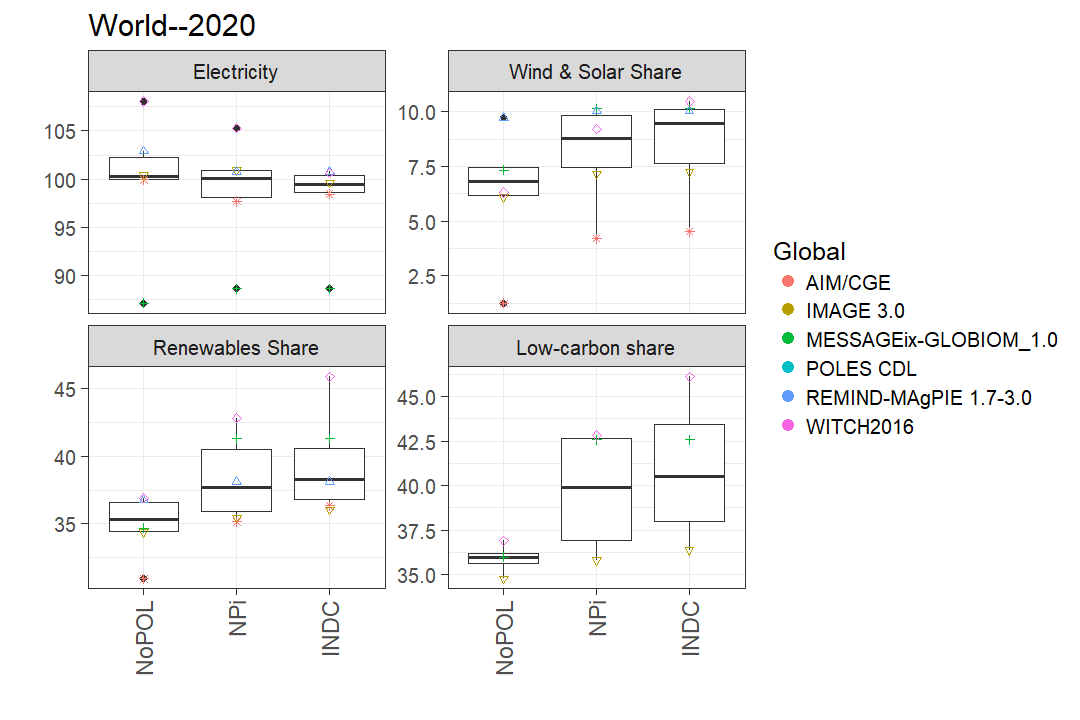 World--2020
Electricity
Wind & Solar Share
105
100
95
90
10.0
7.5
5.0
2.5
Renewables Share
Low-carbon share
45
40
35
45.0
42.5
40.0
37.5
35.0
NoPOL
NPi
INDC
NoPOL
NPi
INDC
Global
AIM/CGE
IMAGE 3.0
MESSAGEix-GLOBIOM_1.0
POLES CDL
REMIND-MAgPIE 1.7-3.0
WITCH2016